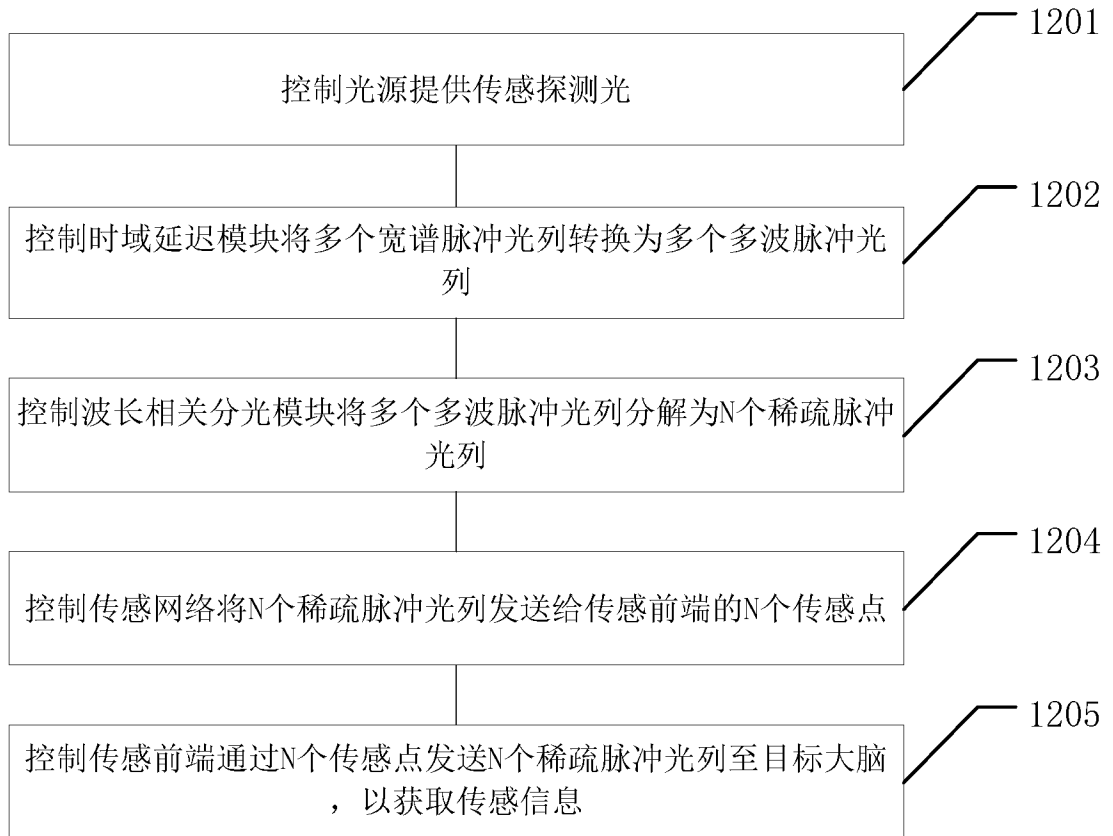 1201
控制光源提供传感探测光
1202
控制时域延迟模块将多个宽谱脉冲光列转换为多个多波脉冲光
列
1203
控制波长相关分光模块将多个多波脉冲光列分解为N个稀疏脉冲
光列
1204
控制传感网络将N个稀疏脉冲光列发送给传感前端的N个传感点
1205
控制传感前端通过N个传感点发送N个稀疏脉冲光列至目标大脑
，以获取传感信息